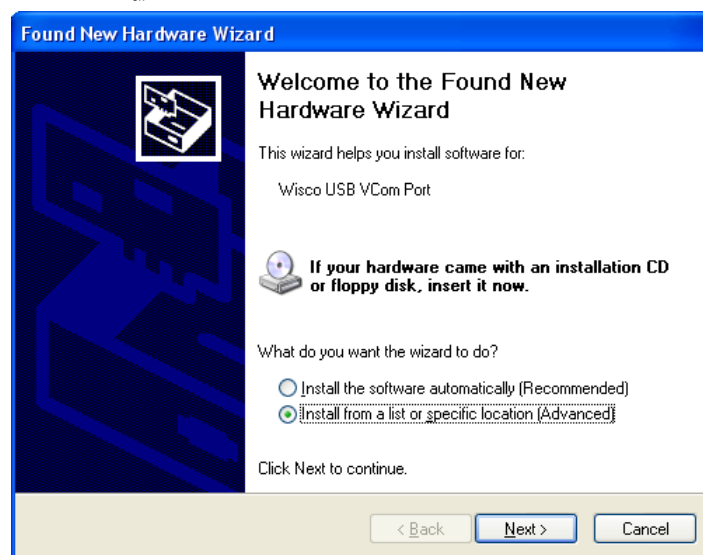 Found New Hardware Wizard
Welcome to the Found New
Hardware Wizard
This wizard helps you install software for:
Wisco USB VCom Port
If your hardware came with an installation CD
or floppy disk, insert it now.
What do you want the wizard to do?
Install the software automatically (Recommended)
Install from a list or specific location (Advanced)
Click Next to continue.
< Back Next > Cancel